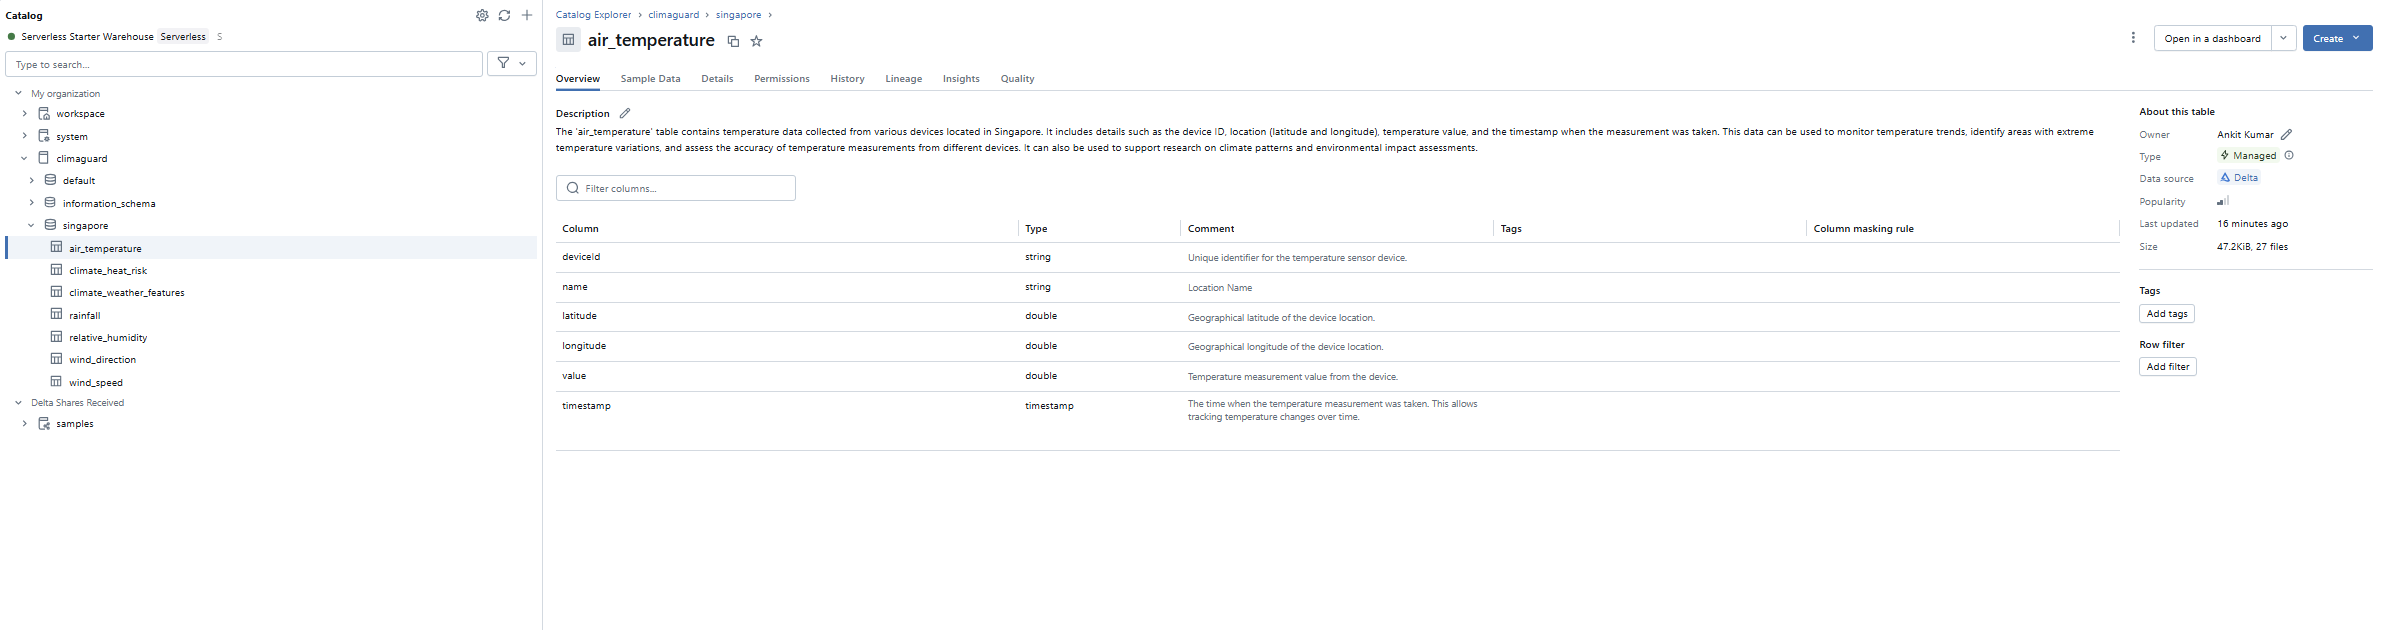 Catalog
Serverless Starter Warehouse Serverless S
Type to search...
My organization
workspace
system
climaguard
default
information_schema
singapore
air_temperature
climate_heat_risk
climate_weather_features
rainfall
relative_humidity
wind_direction
wind_speed
Delta Shares Received
samples
Catalog Explorer › climaguard › singapore ›
air_temperature
Open in a dashboard
Create
Overview Sample Data Details Permissions History Lineage Insights Quality
Description
The 'air_temperature' table contains temperature data collected from various devices located in Singapore. It includes details such as the device ID, location (latitude and longitude), temperature value, and the timestamp when the measurement was taken. This data can be used to monitor temperature trends, identify areas with extreme
temperature variations, and assess the accuracy of temperature measurements from different devices. It can also be used to support research on climate patterns and environmental impact assessments.
Filter columns...
Column Type Comment Tags Column masking rule
deviceId string Unique identifier for the temperature sensor device.
name string Location Name
latitude double Geographical latitude of the device location.
longitude double Geographical longitude of the device location.
value double Temperature measurement value from the device.
timestamp timestamp The time when the temperature measurement was taken. This allows
tracking temperature changes over time.
About this table
Owner Ankit Kumar
Type Managed
Data source Delta
Popularity
Last updated 16 minutes ago
Size 47.2KiB, 27 files
Tags
Add tags
Row filter
Add filter